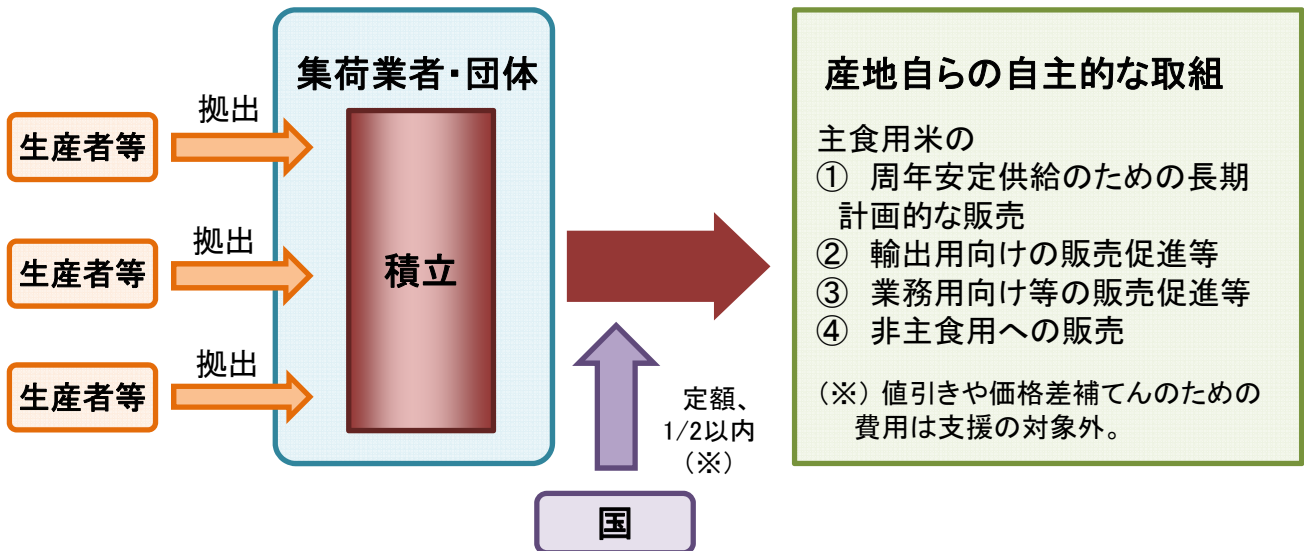 生産者等
拠出
生産者等
拠出
生産者等
拠出
集荷業者・団体
積立
定額、
1/2以内
(※)
国
産地自らの自主的な取組
主食用米の
① 周年安定供給のための長期
計画的な販売
② 輸出用向けの販売促進等
③ 業務用向け等の販売促進等
④ 非主食用への販売
(※) 値引きや価格差補てんのための
費用は支援の対象外。